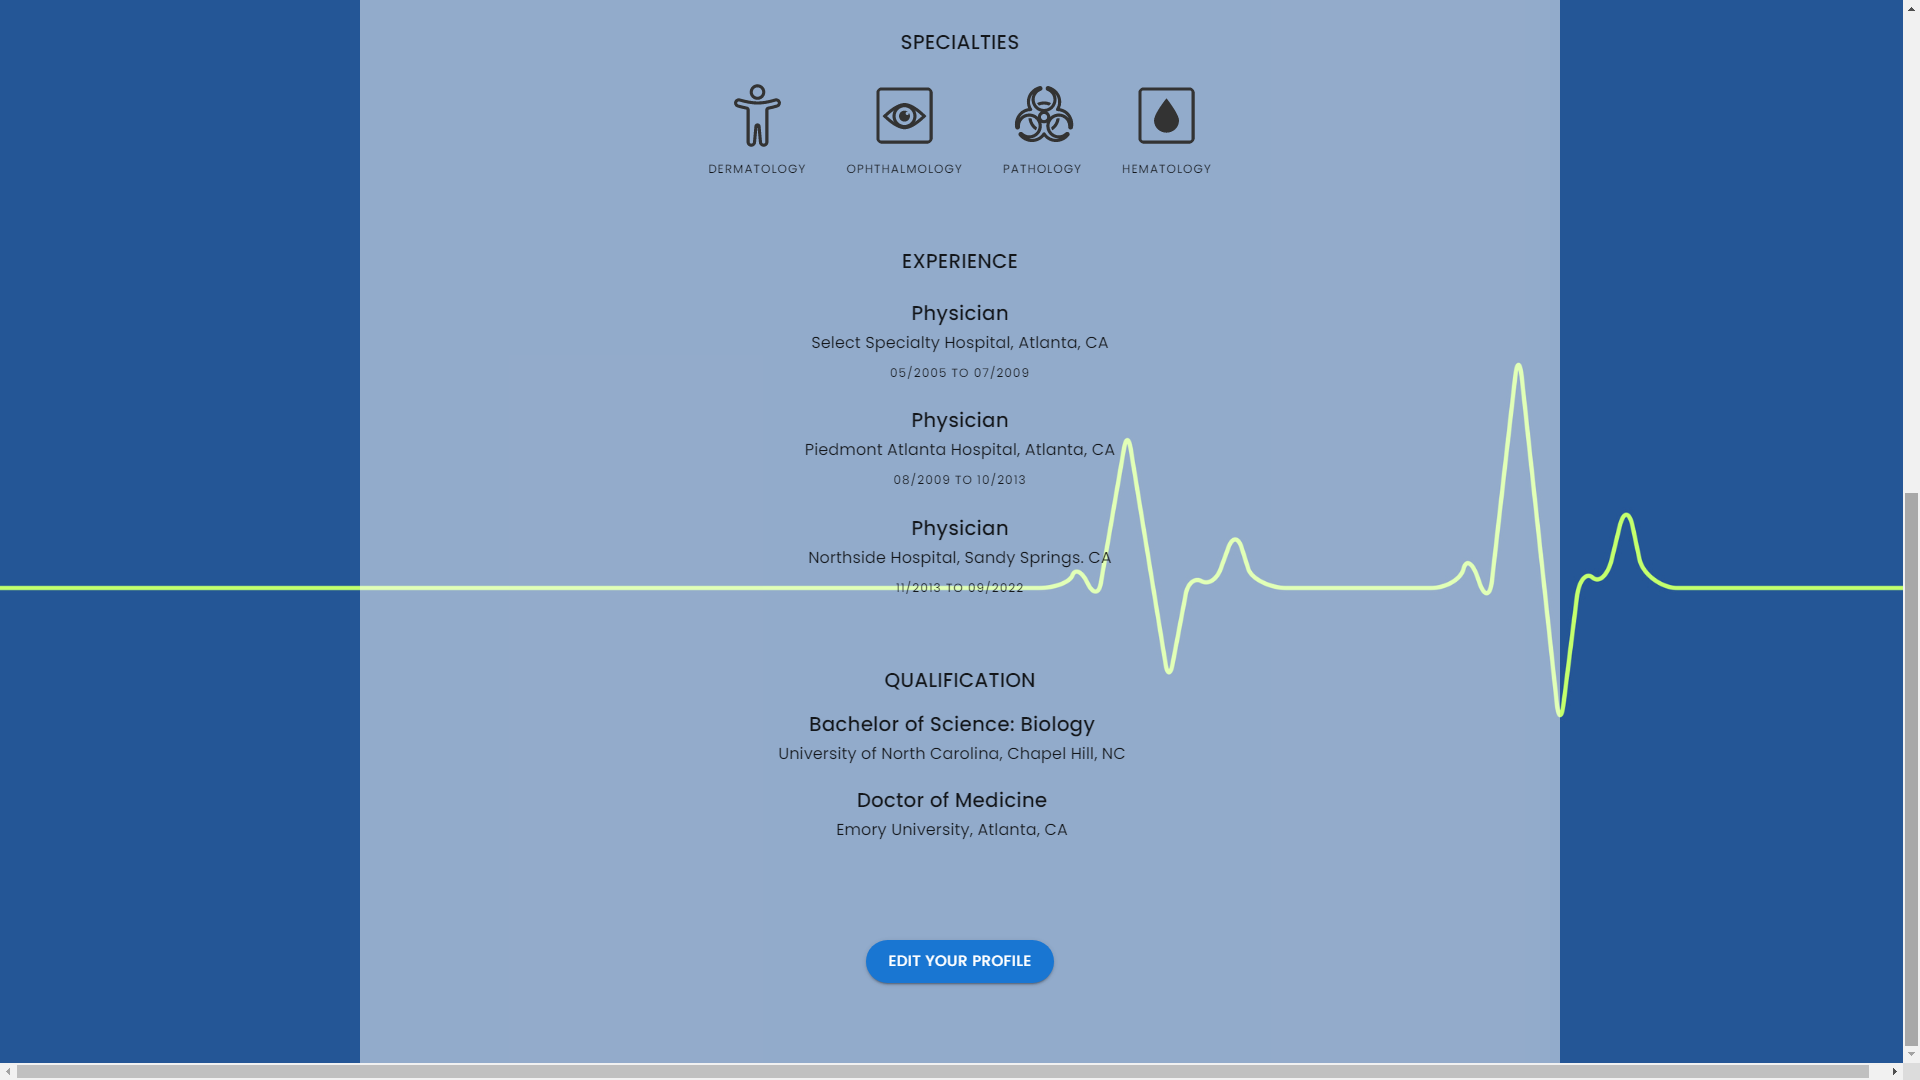 SPECIALTIES
DERMATOLOGY OPHTHALMOLOGY PATHOLOGY HEMATOLOGY
EXPERIENCE
Physician
Select Specialty Hospital, Atlanta, CA
05/2005 TO 07/2009
Physician
Piedmont Atlanta Hospital, Atlanta, CA
08/2009 TO 10/2013
Physician
Northside Hospital, Sandy Springs. CA
11/2013 TO 09/2022
QUALIFICATION
Bachelor of Science: Biology
University of North Carolina, Chapel Hill, NC
Doctor of Medicine
Emory University, Atlanta, CA
EDIT YOUR PROFILE